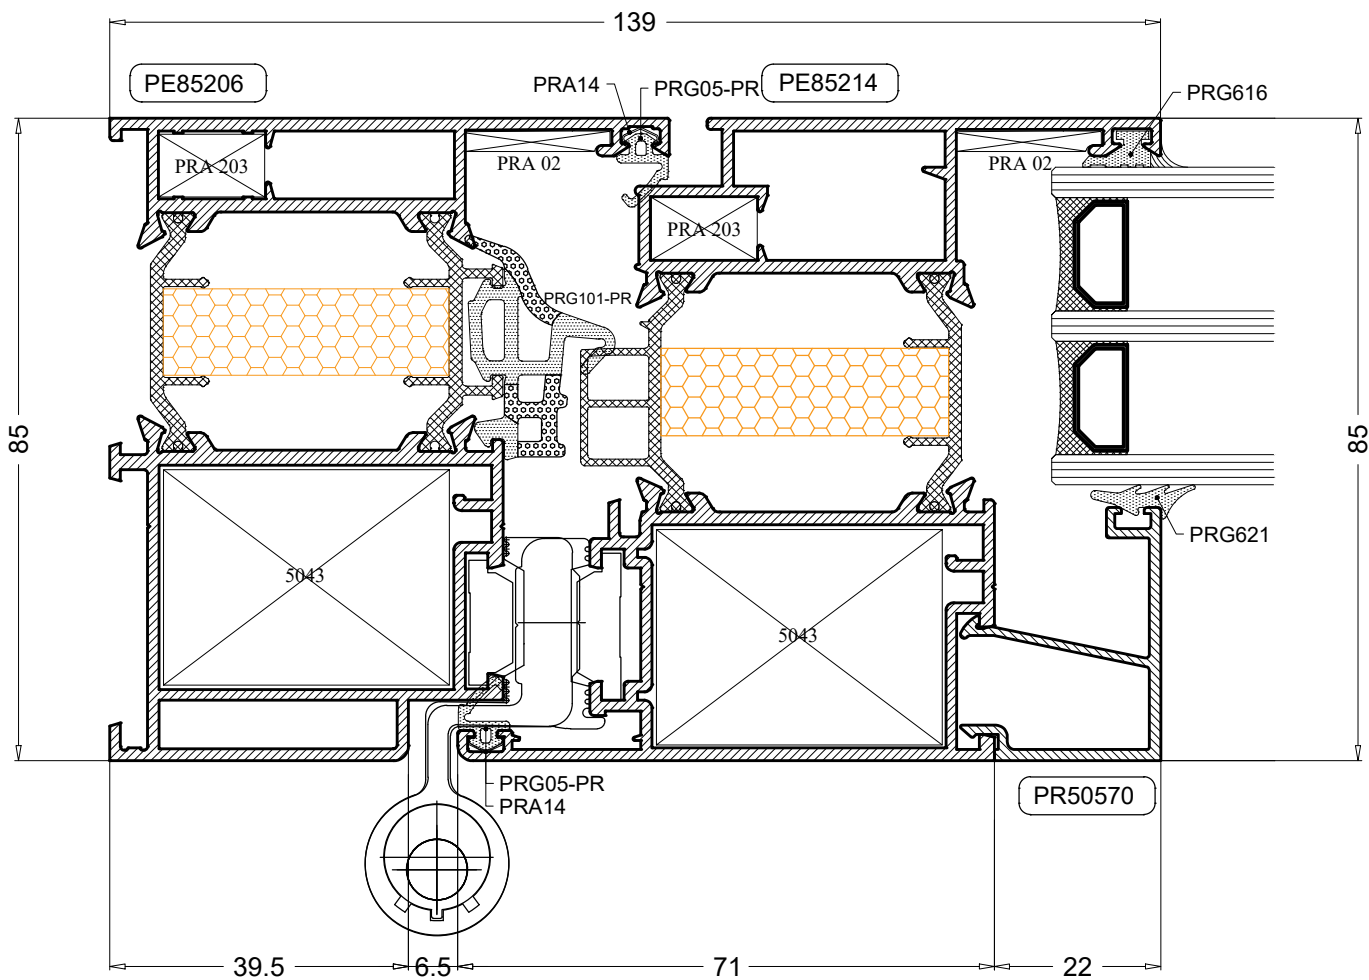 139
PE85206
PRA14
PRG05-PR
PE85214
PRG616
PRA 203
PRA 02
PRA 02
PRA 203
PRG101-PR
85
85
PRG621
5043
5043
PRG05-PR
PRA14
PR50570
39.5
6.5
71
22